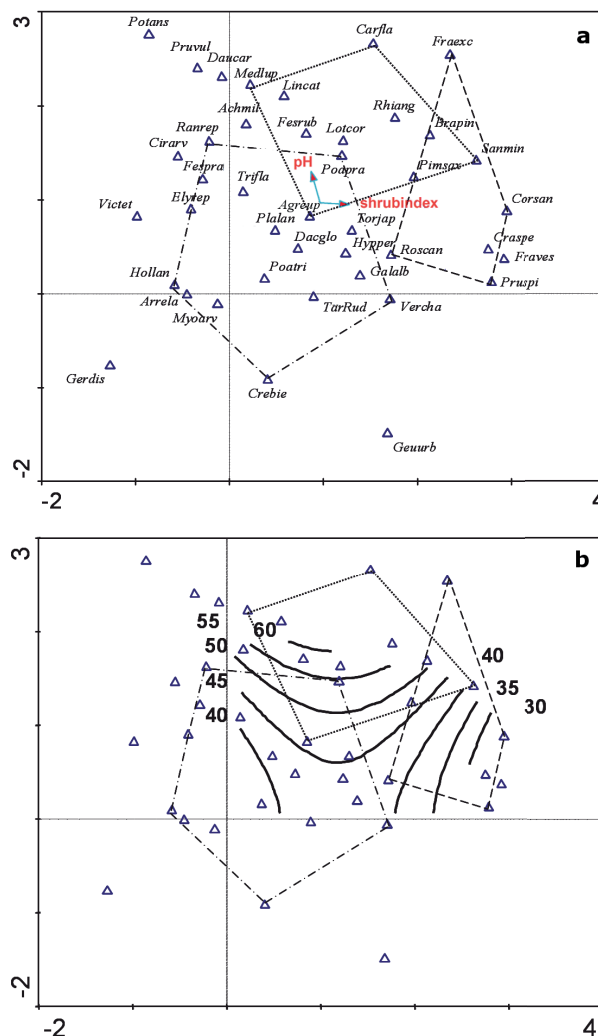 3
a
Potans
Carfla
Fraexc
Pruvul
Daucar
Medlup
Lincat
Achmil
Fesrub
Rhiang
Ranrep
Lotcor
Brapin
Cirarv
Sanmin
Fespra
pH
Podpra
Pimsax
Trifla
Elyrep
Agreup
Shrubindex
Corsan
Victet
Plalan
Torjap
Dacglo
Hypper
Roscan
Craspe
Fraves
Hollan
Poatri
Galalb
Pruspi
Arrela
Myoarv
TarRud
Vercha
Gerdis
Crebie
Geuurb
-2
-2
4
3
b
55
60
50
40
45
35
40
30
-2
-2
4